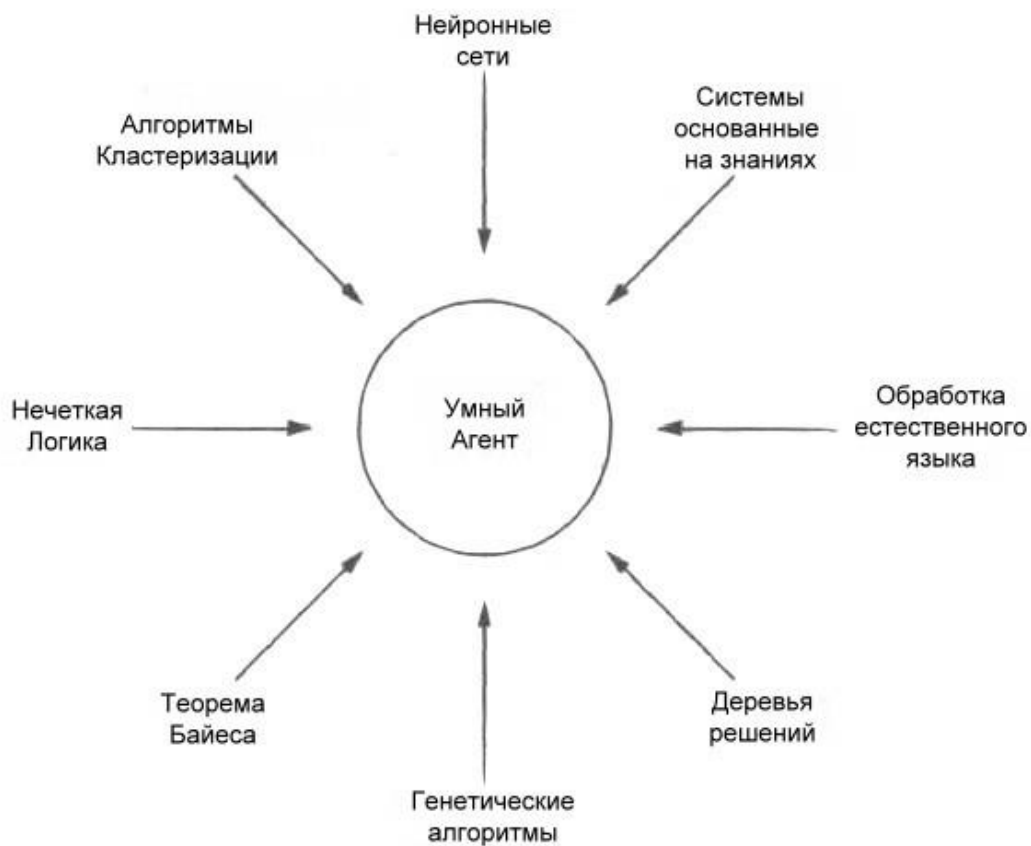 Нейронные
сети
Системы
основанные
на знаниях
Алгоритмы
Кластеризации
Нечеткая
Логика
Умный
Агент
Обработка
естественного
языка
Теорема
Байеса
Деревья
решений
Генетические
алгоритмы